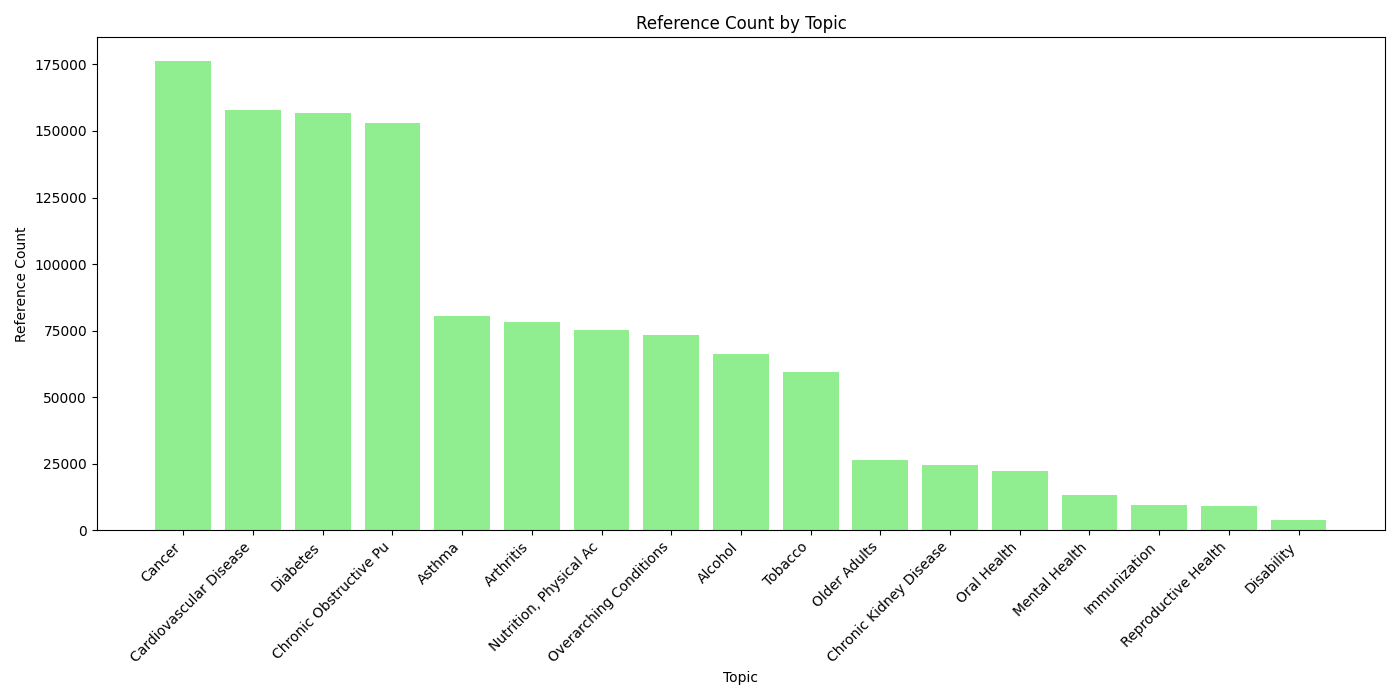 Reference Count by Topic
Reference Count
175000
150000
125000
100000
75000
50000
25000
0
Cancer
Cardiovascular Disease
Diabetes
Chronic Obstructive Pu
Asthma
Arthritis
Nutrition, Physical Ac
Overarching Conditions
Alcohol
Tobacco
Older Adults
Chronic Kidney Disease
Oral Health
Mental Health
Immunization
Reproductive Health
Disability
Topic